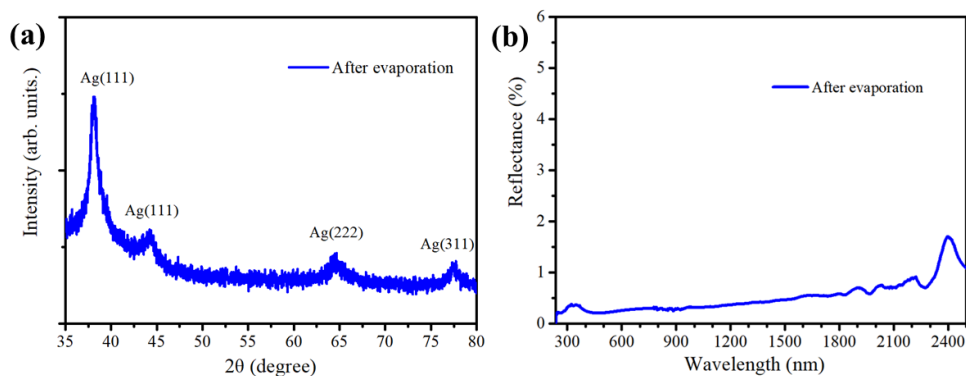 (a)
Ag(111)
After evaporation
Ag(111)
Ag(222)
Ag(311)
Intensity (arb. units.)
35 40 45 50 55 60 65 70 75 80
2θ (degree)
(b)
6
5
4
3
2
1
0
After evaporation
Reflectance (%)
300 600 900 1200 1500 1800 2100 2400
Wavelength (nm)